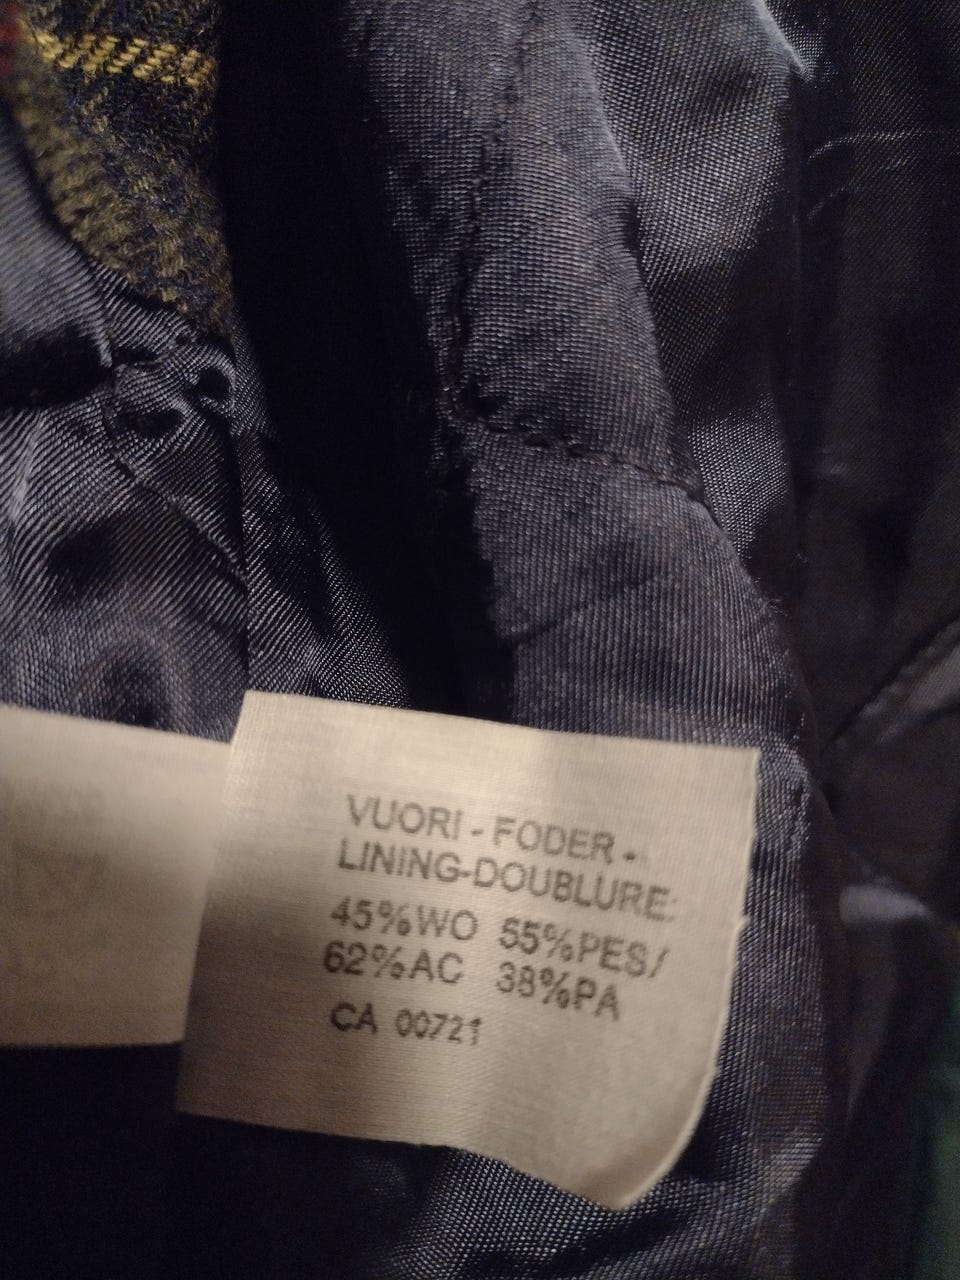 VUORI - FODER -
LINING-DOUBLURE:
45%WO 55%PES/
62%AC 38%PA
CA 00721